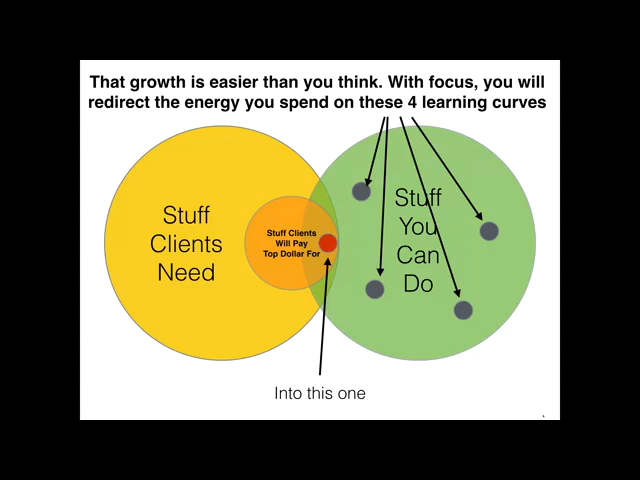 That growth is easier than you think. With focus, you will
redirect the energy you spend on these 4 learning curves
Stuff
Clients
Need
Stuff Clients
Will Pay
Top Dollar For
Stuff
You
Can
Do
Into this one